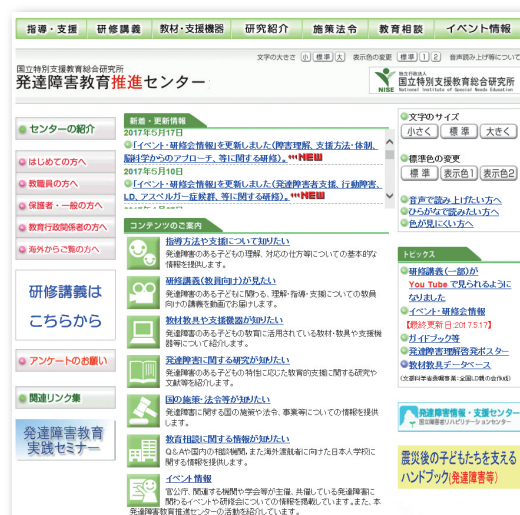 指導・支援 研修講義 教材・支援機器 研究紹介 施策法令 教育相談 イベント情報
文字の大きさ 小 標準 大 表示色の変更 標準 1 2 音声読み上げ等について
国立特別支援教育総合研究所
発達障害教育推進センター
独立行政法人
国立特別支援教育総合研究所
NISE National Institute of Special Needs Education
センターの紹介
はじめての方へ
教職員の方へ
保護者・一般の方へ
教育行政関係者の方へ
海外からご覧の方へ
研修講義は
こちらから
アンケートのお願い
関連リンク集
発達障害教育
実践セミナー
新着・更新情報
2017年5月17日
「イベント・研修会情報」を更新しました(障害理解、支援方法・体制、
脳科学からのアプローチ、等に関する研修)。NEW
2017年5月10日
「イベント・研修会情報」を更新しました(発達障害者支援、行動障害、
LD、アスペルガー症候群、等に関する研修)。NEW
コンテンツのご案内
指導方法や支援について知りたい
発達障害のある子どもの理解、対応の仕方等についての基本的な
情報を提供します。
研修講義(教員向け)が見たい
発達障害のある子どもに関わる、理解・指導・支援についての教員
向けの講義を動画でお届けします。
教材教具や支援機器が知りたい
発達障害のある子どもの教育に活用されている教材・教具や支援機
器等について紹介します。
発達障害に関する研究が知りたい
発達障害のある子どもの特性に応じた教育的支援に関する研究や
文献等を紹介します。
国の施策・法令等が知りたい
発達障害に関する国の施策や法令、事業等についての情報を提供
します。
教育相談に関する情報が知りたい
Q&Aや国内の相談機関、また海外渡航者に向けた日本人学校に
関する情報を提供します。
イベント情報
官公庁、関連する機関や学会等が主催、共催している発達障害に
関わるイベントや研修会についての情報を掲載しています。また、本
発達障害教育推進センターの活動を紹介しています。
文字のサイズ
小さく 標準 大きく
標準色の変更
標準 表示色1 表示色2
音声で読み上げたい方へ
ひらがなで読みたい方へ
色が見にくい方へ
トピックス
研修講義(一部)が
You Tube で見られるように
なりました
イベント・研修会情報
【最終更新日:2017.5.17】
ガイドブック等
発達障害理解啓発ポスター
教材教具データベース
発達障害情報・支援センター
国立障害者リハビリテーションセンター
震災後の子どもたちを支える
ハンドブック(発達障害等)